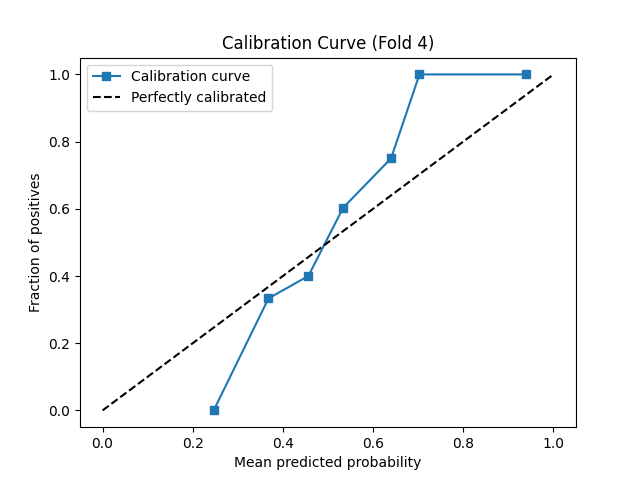 Calibration Curve (Fold 4)
Calibration curve
Perfectly calibrated
Fraction of positives
1.0
0.8
0.6
0.4
0.2
0.0
0.0 0.2 0.4 0.6 0.8 1.0
Mean predicted probability